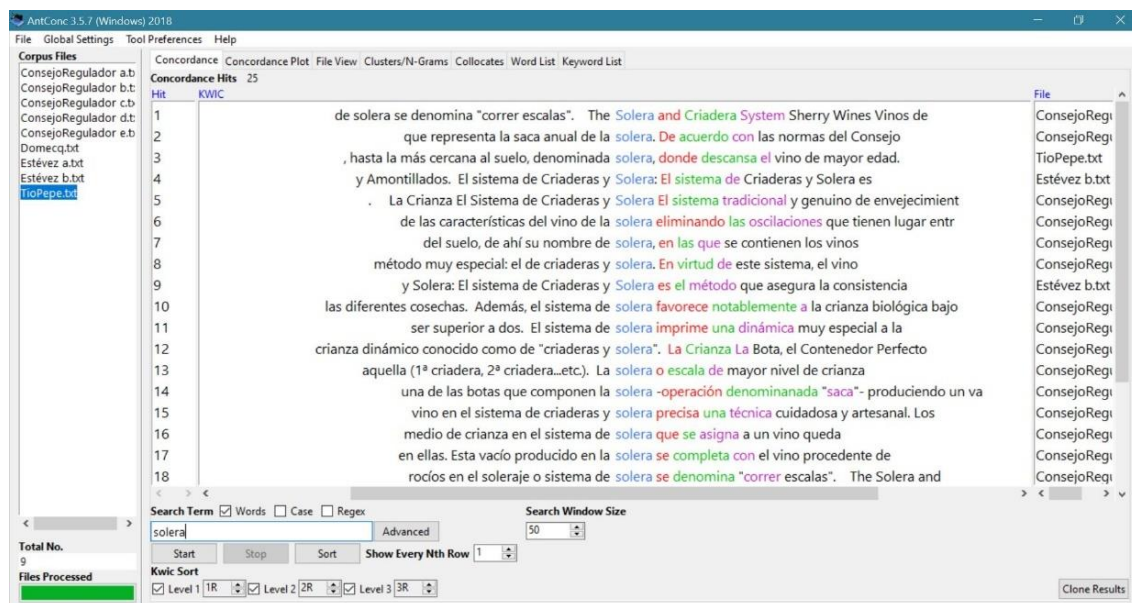 AntConc 3.5.7 (Windows) 2018
File Global Settings Tool Preferences Help
Corpus Files
ConsejoRegulador a.t
ConsejoRegulador b.t
ConsejoRegulador c.t
ConsejoRegulador d.t
ConsejoRegulador e.t
Domecq.txt
Estévez a.txt
Estévez b.txt
TioPepe.txt
Total No.
9
Files Processed
Concordance Concordance Plot File View Clusters/N-Grams Collocates Word List Keyword List
Concordance Hits 25
Hit KWIC File
1 de solera se denomina "correr escalas". The Solera and Criadera System Sherry Wines Vinos de ConsejoReg
2 que representa la saca anual de la solera. De acuerdo con las normas del Consejo ConsejoReg
3 , hasta la más cercana al suelo, denominada solera, donde descansa el vino de mayor edad. TioPepe.txt
4 y Amontillados. El sistema de Criaderas y Solera: El sistema de Criaderas y Solera es Estévez b.txt
5 . La Crianza El Sistema de Criaderas y Solera El sistema tradicional y genuino de envejecimient ConsejoReg
6 de las características del vino de la solera eliminando las oscilaciones que tienen lugar entr ConsejoReg
7 del suelo, de ahí su nombre de solera, en las que se contienen los vinos ConsejoReg
8 método muy especial: el de criaderas y solera. En virtud de este sistema, el vino ConsejoReg
9 y Solera: El sistema de Criaderas y Solera es el método que asegura la consistencia Estévez b.txt
10 las diferentes cosechas. Además, el sistema de solera favorece notablemente a la crianza biológica bajo ConsejoReg
11 ser superior a dos. El sistema de solera imprime una dinámica muy especial a la ConsejoReg
12 crianza dinámico conocido como de "criaderas y solera". La Crianza La Bota, el Contenedor Perfecto ConsejoReg
13 aquella (1ª criadera, 2ª criadera...etc.). La solera o escala de mayor nivel de crianza ConsejoReg
14 una de las botas que componen la solera -operación denominanada "saca"- produciendo un va ConsejoReg
15 vino en el sistema de criaderas y solera precisa una técnica cuidadosa y artesanal. Los ConsejoReg
16 medio de crianza en el sistema de solera que se asigna a un vino queda ConsejoReg
17 en ellas. Esta vacío producido en la solera se completa con el vino procedente de ConsejoReg
18 rocíos en el soleraje o sistema de solera se denomina "correr escalas". The Solera and ConsejoReg
Search Term Words Case Regex Search Window Size
solera Advanced 50
Start Stop Sort Show Every Nth Row 1
Kwic Sort
Level 1 1R Level 2 2R Level 3 3R Clone Results